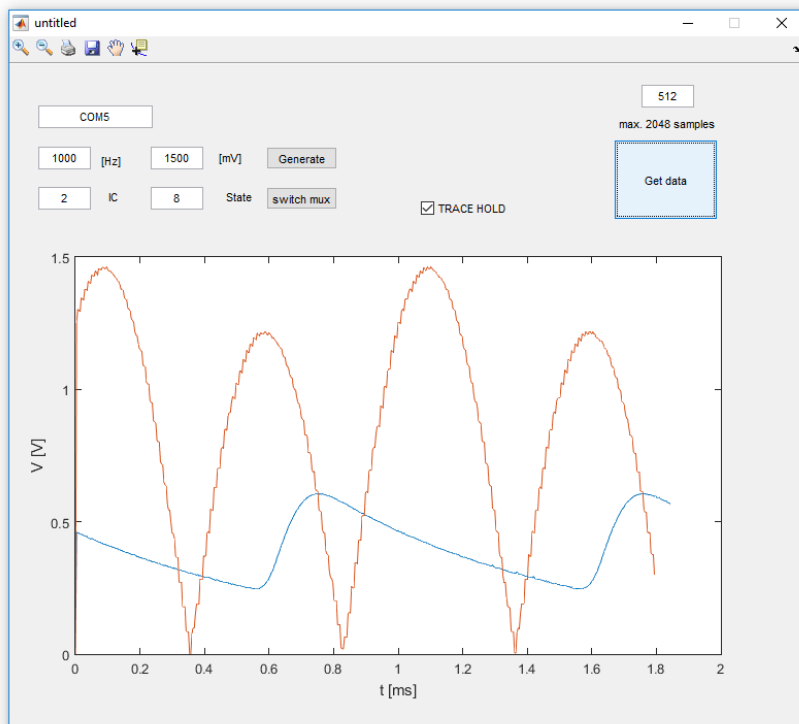 untitled
512
COM5
max. 2048 samples
1000 [Hz] 1500 [mV] Generate
Get data
2 IC 8 State switch mux
TRACE HOLD
1.5
1
V [V]
0.5
0
0 0.2 0.4 0.6 0.8 1 1.2 1.4 1.6 1.8 2
t [ms]